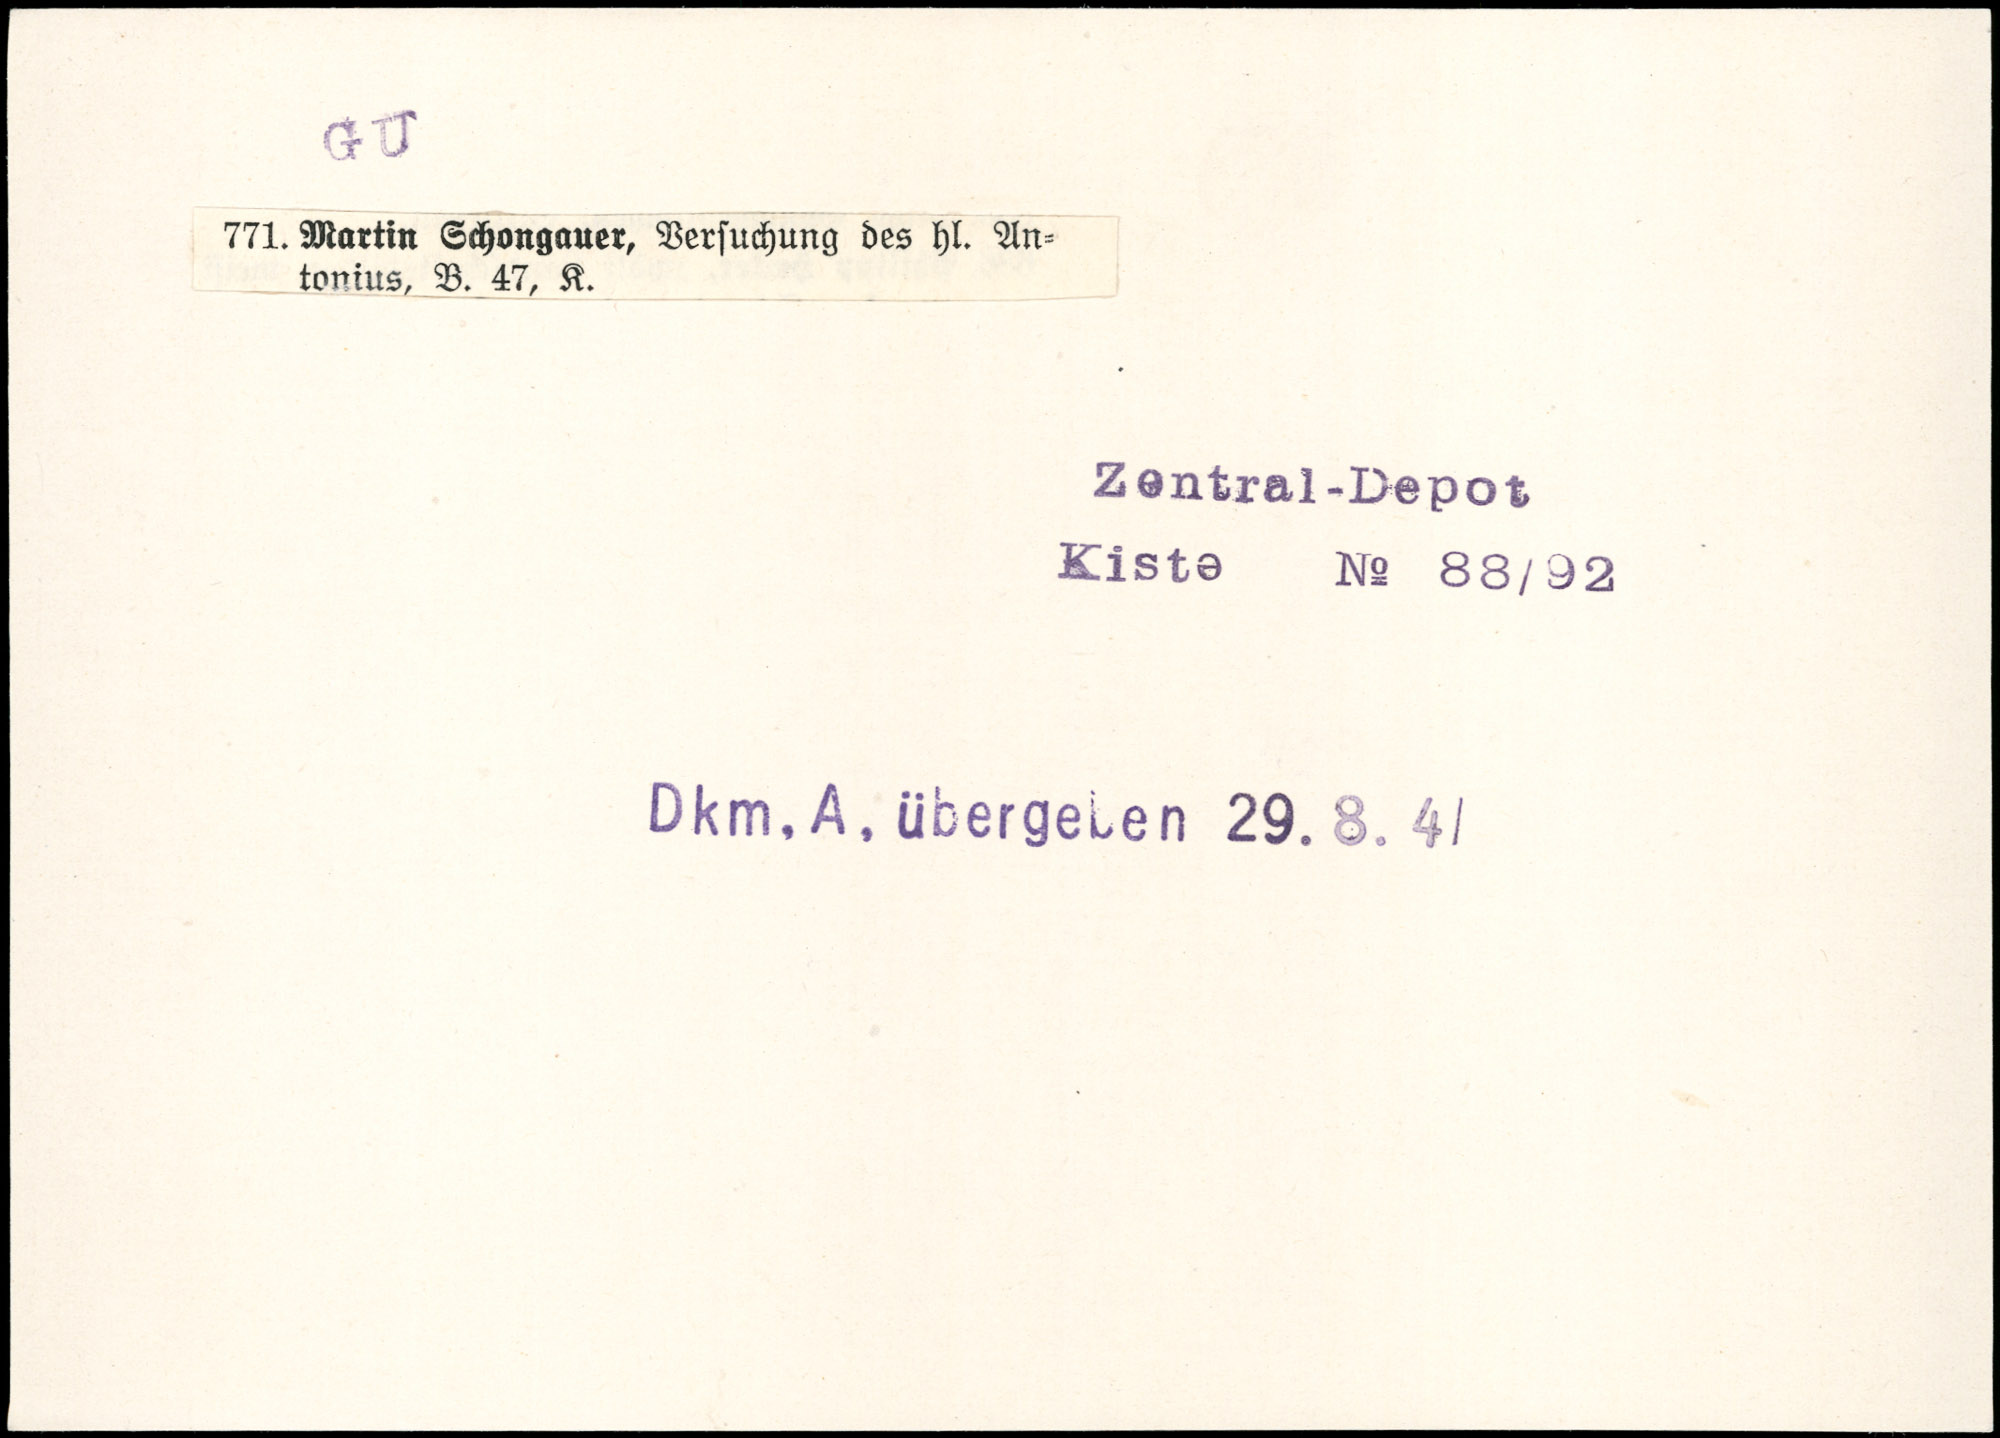 GU
771. Martin Schongauer, Versuchung des hl. An-
tonius, B. 47, K.
Zentral-Depot
Kiste № 88/92
Dkm. A. übergeben 29. 8. 41